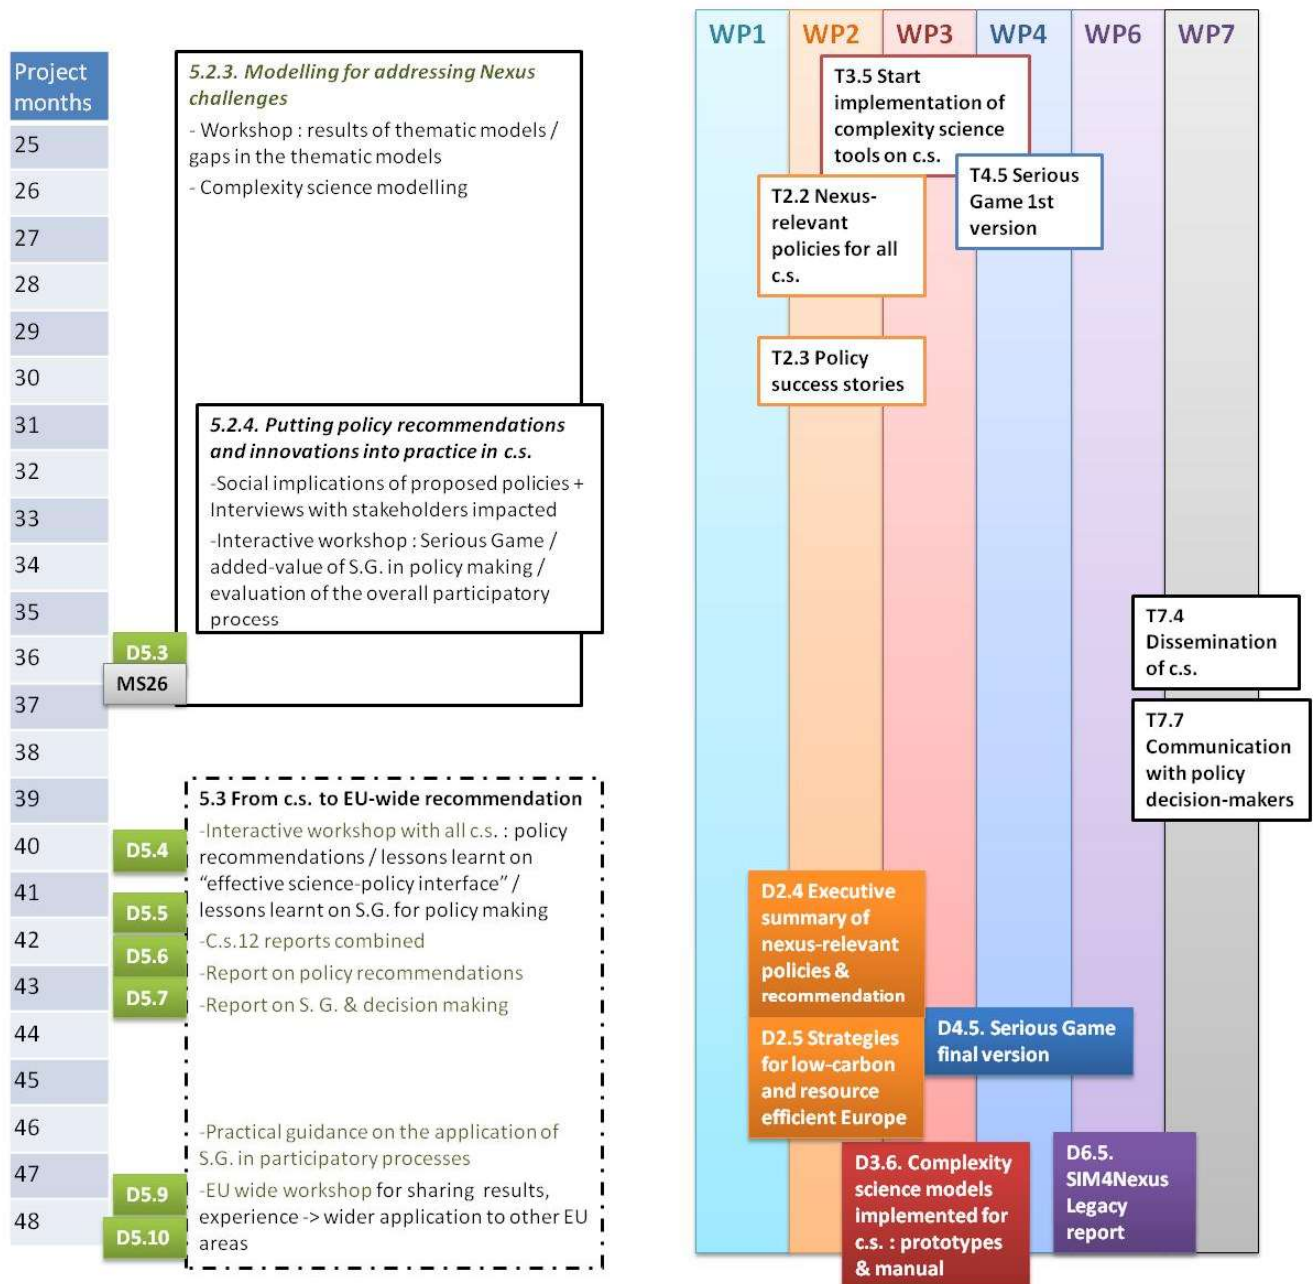 Project
months
25
26
27
28
29
30
31
32
33
34
35
36
37
38
39
40
41
42
43
44
45
46
47
48
D5.3
MS26
D5.4
D5.5
D5.6
D5.7
D5.9
D5.10
5.2.3. Modelling for addressing Nexus
challenges
- Workshop : results of thematic models /
gaps in the thematic models
- Complexity science modelling
5.2.4. Putting policy recommendations
and innovations into practice in c.s.
-Social implications of proposed policies +
Interviews with stakeholders impacted
-Interactive workshop : Serious Game /
added-value of S.G. in policy making /
evaluation of the overall participatory
process
5.3 From c.s. to EU-wide recommendation
-Interactive workshop with all c.s. : policy
recommendations / lessons learnt on
“effective science-policy interface” /
lessons learnt on S.G. for policy making
-C.s.12 reports combined
-Report on policy recommendations
-Report on S. G. & decision making
-Practical guidance on the application of
S.G. in participatory processes
-EU wide workshop for sharing results,
experience -> wider application to other EU
areas
WP1 WP2 WP3 WP4 WP6 WP7
T3.5 Start
implementation of
complexity science
tools on c.s.
T4.5 Serious
Game 1st
version
T2.2 Nexus-
relevant
policies for all
c.s.
T2.3 Policy
success stories
T7.4
Dissemination
of c.s.
T7.7
Communication
with policy
decision-makers
D2.4 Executive
summary of
nexus-relevant
policies &
recommendation
D2.5 Strategies
for low-carbon
and resource
efficient Europe
D4.5. Serious Game
final version
D3.6. Complexity
science models
implemented for
c.s. : prototypes
& manual
D6.5.
SIM4Nexus
Legacy
report